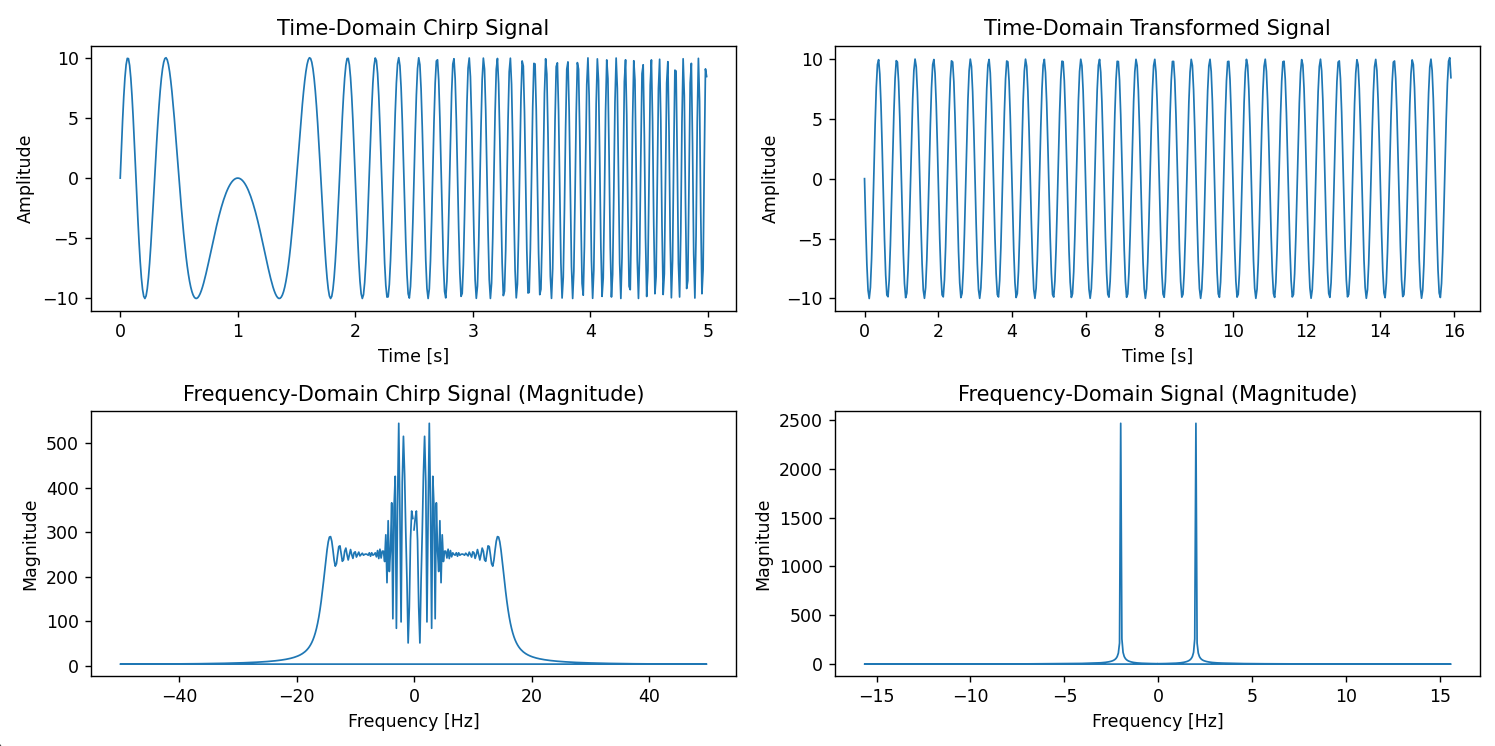 Time-Domain Chirp Signal
10
5
0
−5
−10
Amplitude
0 1 2 3 4 5
Time [s]
Time-Domain Transformed Signal
10
5
0
−5
−10
Amplitude
0 2 4 6 8 10 12 14 16
Time [s]
Frequency-Domain Chirp Signal (Magnitude)
500
400
300
200
100
0
Magnitude
−40 −20 0 20 40
Frequency [Hz]
Frequency-Domain Signal (Magnitude)
2500
2000
1500
1000
500
0
Magnitude
−15 −10 −5 0 5 10 15
Frequency [Hz]